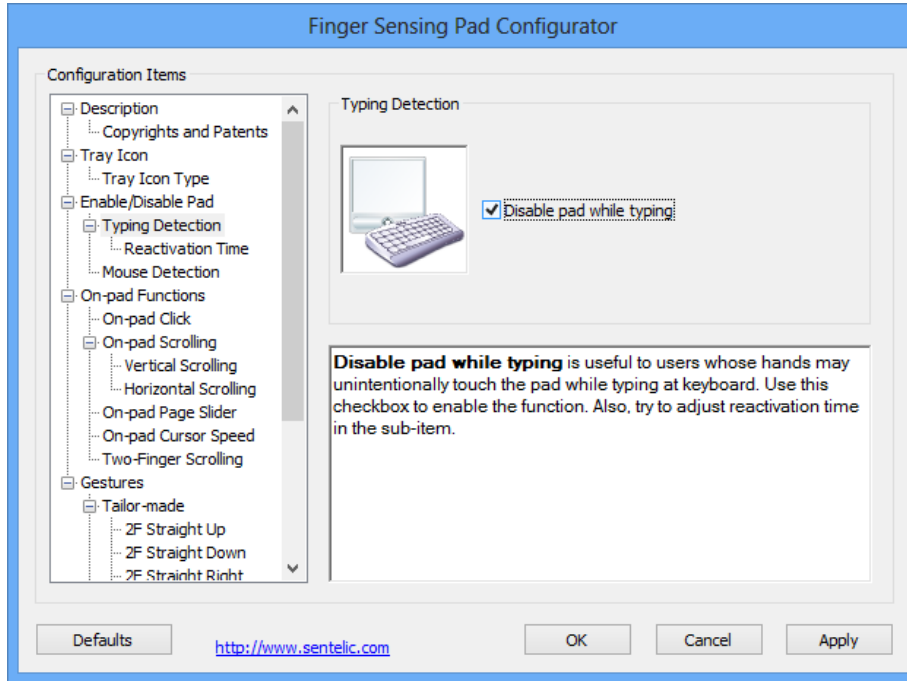 Finger Sensing Pad Configurator
Configuration Items
Description
Copyrights and Patents
Tray Icon
Tray Icon Type
Enable/Disable Pad
Typing Detection
Reactivation Time
Mouse Detection
On-pad Functions
On-pad Click
On-pad Scrolling
Vertical Scrolling
Horizontal Scrolling
On-pad Page Slider
On-pad Cursor Speed
Two-Finger Scrolling
Gestures
Tailor-made
2F Straight Up
2F Straight Down
2F Straight Right
Typing Detection
Disable pad while typing
Disable pad while typing is useful to users whose hands may
unintentionally touch the pad while typing at keyboard. Use this
checkbox to enable the function. Also, try to adjust reactivation time
in the sub-item.
Defaults
http://www.sentelic.com
OK
Cancel
Apply